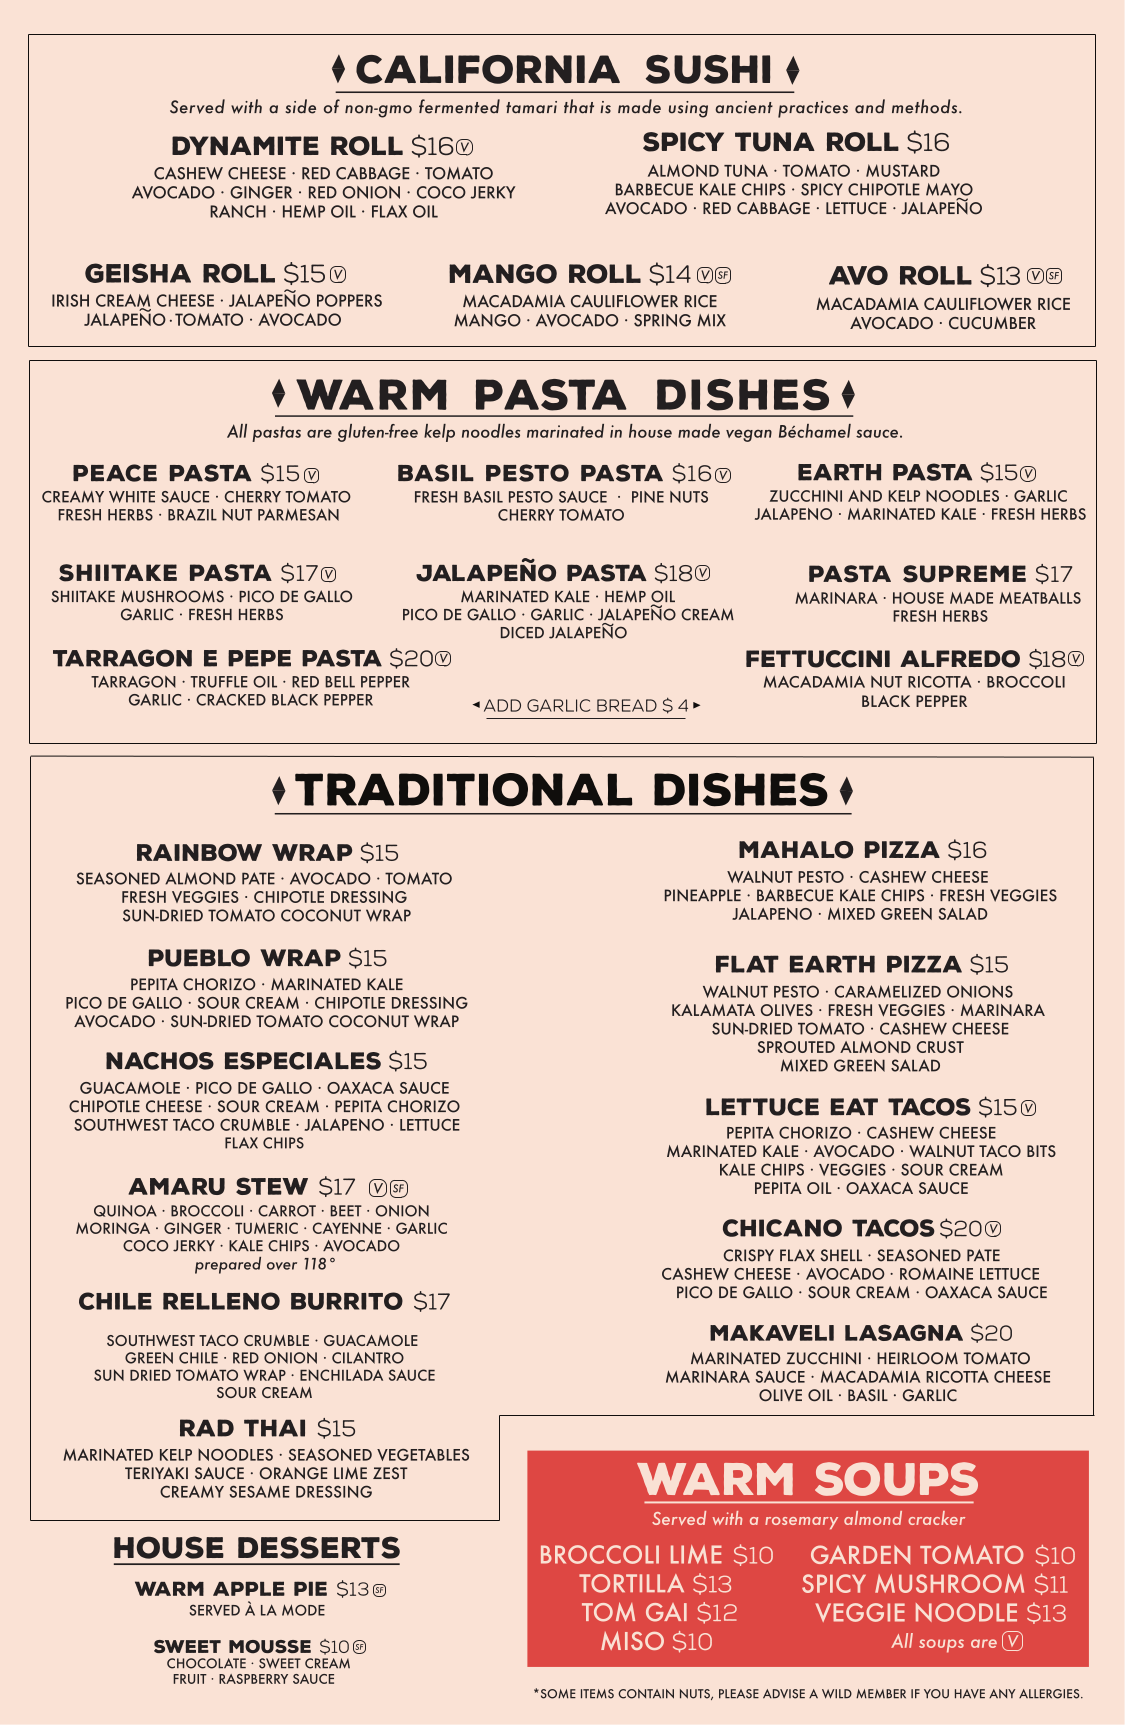 CALIFORNIA SUSHI
Served with a side of non-gmo fermented tamari that is made using ancient practices and methods.
DYNAMITE ROLL $16 V
CASHEW CHEESE · RED CABBAGE · TOMATO
AVOCADO · GINGER · RED ONION · COCO JERKY
RANCH · HEMP OIL · FLAX OIL
SPICY TUNA ROLL $16
ALMOND TUNA · TOMATO · MUSTARD
BARBECUE KALE CHIPS · SPICY CHIPOTLE MAYO
AVOCADO · RED CABBAGE · LETTUCE · JALAPEÑO
GEISHA ROLL $15 V
IRISH CREAM CHEESE · JALAPEÑO POPPERS
JALAPEÑO · TOMATO · AVOCADO
MANGO ROLL $14 V SF
MACADAMIA CAULIFLOWER RICE
MANGO · AVOCADO · SPRING MIX
AVO ROLL $13 V SF
MACADAMIA CAULIFLOWER RICE
AVOCADO · CUCUMBER
WARM PASTA DISHES
All pastas are gluten-free kelp noodles marinated in house made vegan Béchamel sauce.
PEACE PASTA $15 V
CREAMY WHITE SAUCE · CHERRY TOMATO
FRESH HERBS · BRAZIL NUT PARMESAN
BASIL PESTO PASTA $16 V
FRESH BASIL PESTO SAUCE · PINE NUTS
CHERRY TOMATO
EARTH PASTA $15 V
ZUCCHINI AND KELP NOODLES · GARLIC
JALAPENO · MARINATED KALE · FRESH HERBS
SHIITAKE PASTA $17 V
SHIITAKE MUSHROOMS · PICO DE GALLO
GARLIC · FRESH HERBS
JALAPEÑO PASTA $18 V
MARINATED KALE · HEMP OIL
PICO DE GALLO · GARLIC · JALAPEÑO CREAM
DICED JALAPEÑO
PASTA SUPREME $17
MARINARA · HOUSE MADE MEATBALLS
FRESH HERBS
TARRAGON E PEPE PASTA $20 V
TARRAGON · TRUFFLE OIL · RED BELL PEPPER
GARLIC · CRACKED BLACK PEPPER
ADD GARLIC BREAD $ 4
FETTUCCINI ALFREDO $18 V
MACADAMIA NUT RICOTTA · BROCCOLI
BLACK PEPPER
TRADITIONAL DISHES
RAINBOW WRAP $15
SEASONED ALMOND PATE · AVOCADO · TOMATO
FRESH VEGGIES · CHIPOTLE DRESSING
SUN-DRIED TOMATO COCONUT WRAP
PUEBLO WRAP $15
PEPITA CHORIZO · MARINATED KALE
PICO DE GALLO · SOUR CREAM · CHIPOTLE DRESSING
AVOCADO · SUN-DRIED TOMATO COCONUT WRAP
NACHOS ESPECIALES $15
GUACAMOLE · PICO DE GALLO · OAXACA SAUCE
CHIPOTLE CHEESE · SOUR CREAM · PEPITA CHORIZO
SOUTHWEST TACO CRUMBLE · JALAPENO · LETTUCE
FLAX CHIPS
AMARU STEW $17 V SF
QUINOA · BROCCOLI · CARROT · BEET · ONION
MORINGA · GINGER · TUMERIC · CAYENNE · GARLIC
COCO JERKY · KALE CHIPS · AVOCADO
prepared over 118°
CHILE RELLENO BURRITO $17
SOUTHWEST TACO CRUMBLE · GUACAMOLE
GREEN CHILE · RED ONION · CILANTRO
SUN DRIED TOMATO WRAP · ENCHILADA SAUCE
SOUR CREAM
RAD THAI $15
MARINATED KELP NOODLES · SEASONED VEGETABLES
TERIYAKI SAUCE · ORANGE LIME ZEST
CREAMY SESAME DRESSING
MAHALO PIZZA $16
WALNUT PESTO · CASHEW CHEESE
PINEAPPLE · BARBECUE KALE CHIPS · FRESH VEGGIES
JALAPENO · MIXED GREEN SALAD
FLAT EARTH PIZZA $15
WALNUT PESTO · CARAMELIZED ONIONS
KALAMATA OLIVES · FRESH VEGGIES · MARINARA
SUN-DRIED TOMATO · CASHEW CHEESE
SPROUTED ALMOND CRUST
MIXED GREEN SALAD
LETTUCE EAT TACOS $15 V
PEPITA CHORIZO · CASHEW CHEESE
MARINATED KALE · AVOCADO · WALNUT TACO BITS
KALE CHIPS · VEGGIES · SOUR CREAM
PEPITA OIL · OAXACA SAUCE
CHICANO TACOS $20 V
CRISPY FLAX SHELL · SEASONED PATE
CASHEW CHEESE · AVOCADO · ROMAINE LETTUCE
PICO DE GALLO · SOUR CREAM · OAXACA SAUCE
MAKAVELI LASAGNA $20
MARINATED ZUCCHINI · HEIRLOOM TOMATO
MARINARA SAUCE · MACADAMIA RICOTTA CHEESE
OLIVE OIL · BASIL · GARLIC
HOUSE DESSERTS
WARM APPLE PIE $13 SF
SERVED À LA MODE
SWEET MOUSSE $10 SF
CHOCOLATE · SWEET CREAM
FRUIT · RASPBERRY SAUCE
WARM SOUPS
Served with a rosemary almond cracker
BROCCOLI LIME $10
TORTILLA $13
TOM GAI $12
MISO $10
GARDEN TOMATO $10
SPICY MUSHROOM $11
VEGGIE NOODLE $13
All soups are V
*SOME ITEMS CONTAIN NUTS, PLEASE ADVISE A WILD MEMBER IF YOU HAVE ANY ALLERGIES.